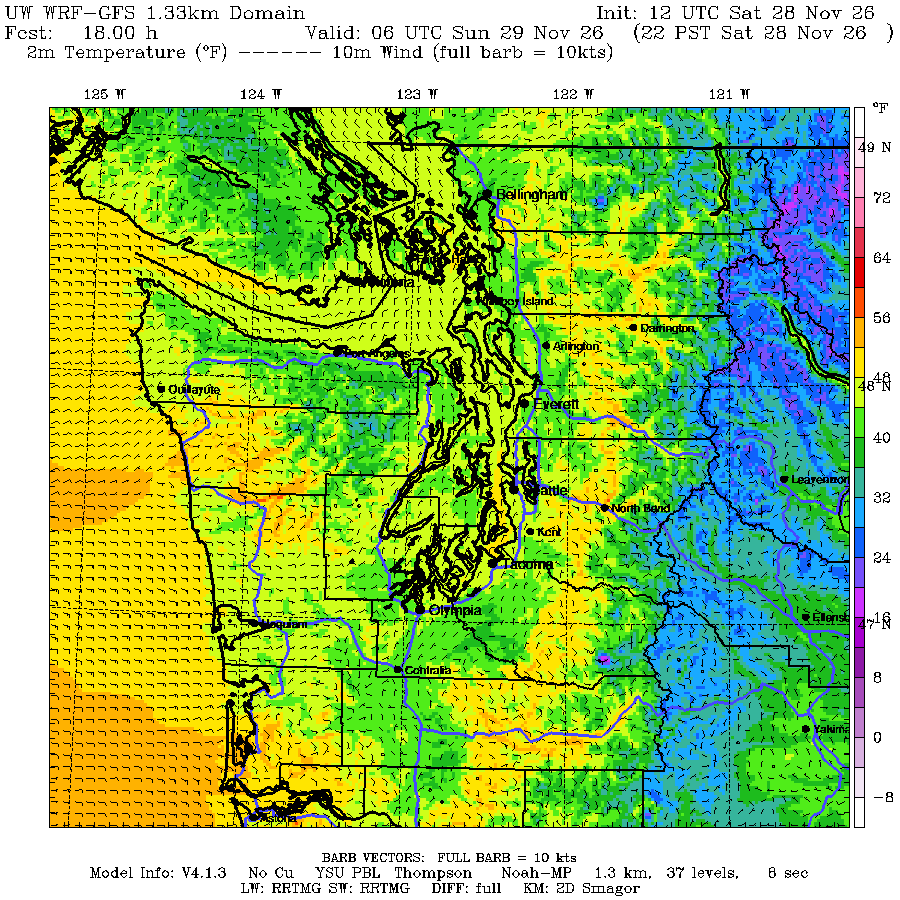 UW WRF-GFS 1.33km Domain Init: 12 UTC Sat 28 Nov 26
Fcst: 18.00 h Valid: 06 UTC Sun 29 Nov 26 (22 PST Sat 28 Nov 26 )
2m Temperature (°F) ------ 10m Wind (full barb = 10kts)
125 W 124 W 123 W 122 W 121 W °F
49 N
72
Bellingham
64
Island
56
Darrington
Arlington
Port Angeles
48
48 N
Quillayute
Everett
40
Leavenwor
32
North Bend
Kent
24
Tacoma
Olympia
16
Ellensb
47 N
Hoquiam
Centralia
8
Yakima
0
-8
Astoria
BARB VECTORS: FULL BARB = 10 kts
Model Info: V4.1.3 No Cu YSU PBL Thompson Noah-MP 1.3 km, 37 levels, 8 sec
LW: RRTMG SW: RRTMG DIFF: full KM: 2D Smagor